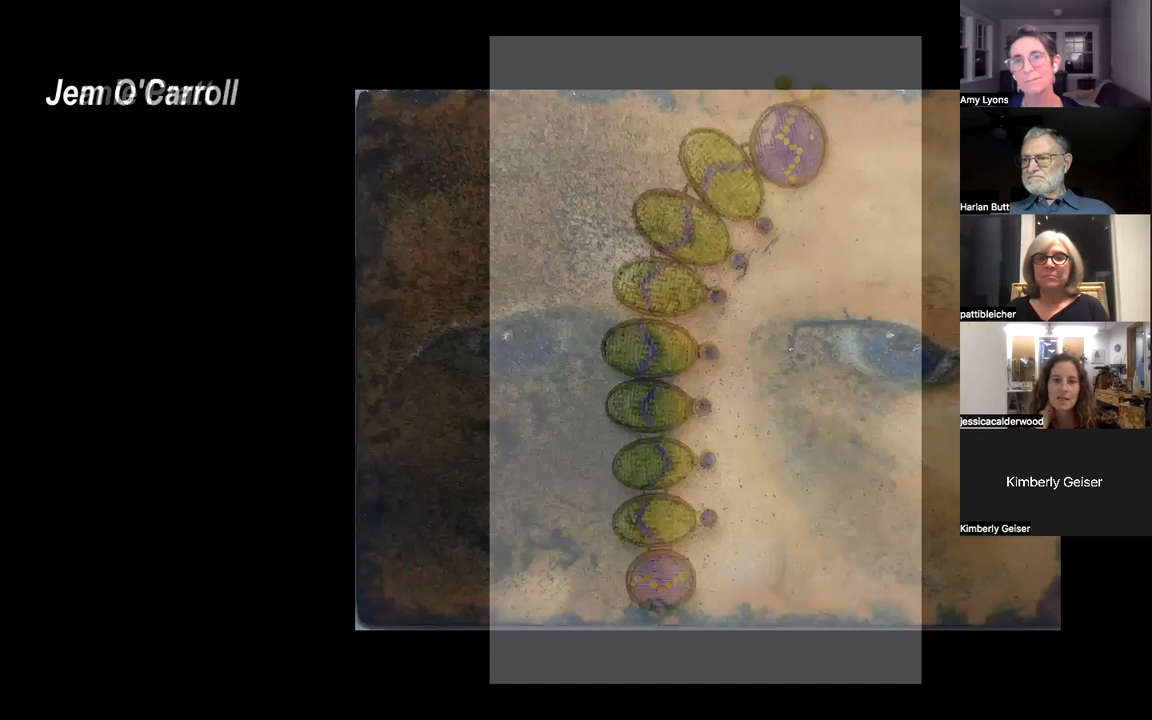 Jem O'Carroll
Amy Lyons
Harlan Butt
pattibleicher
jessicacalderwood
Kimberly Geiser
Kimberly Geiser